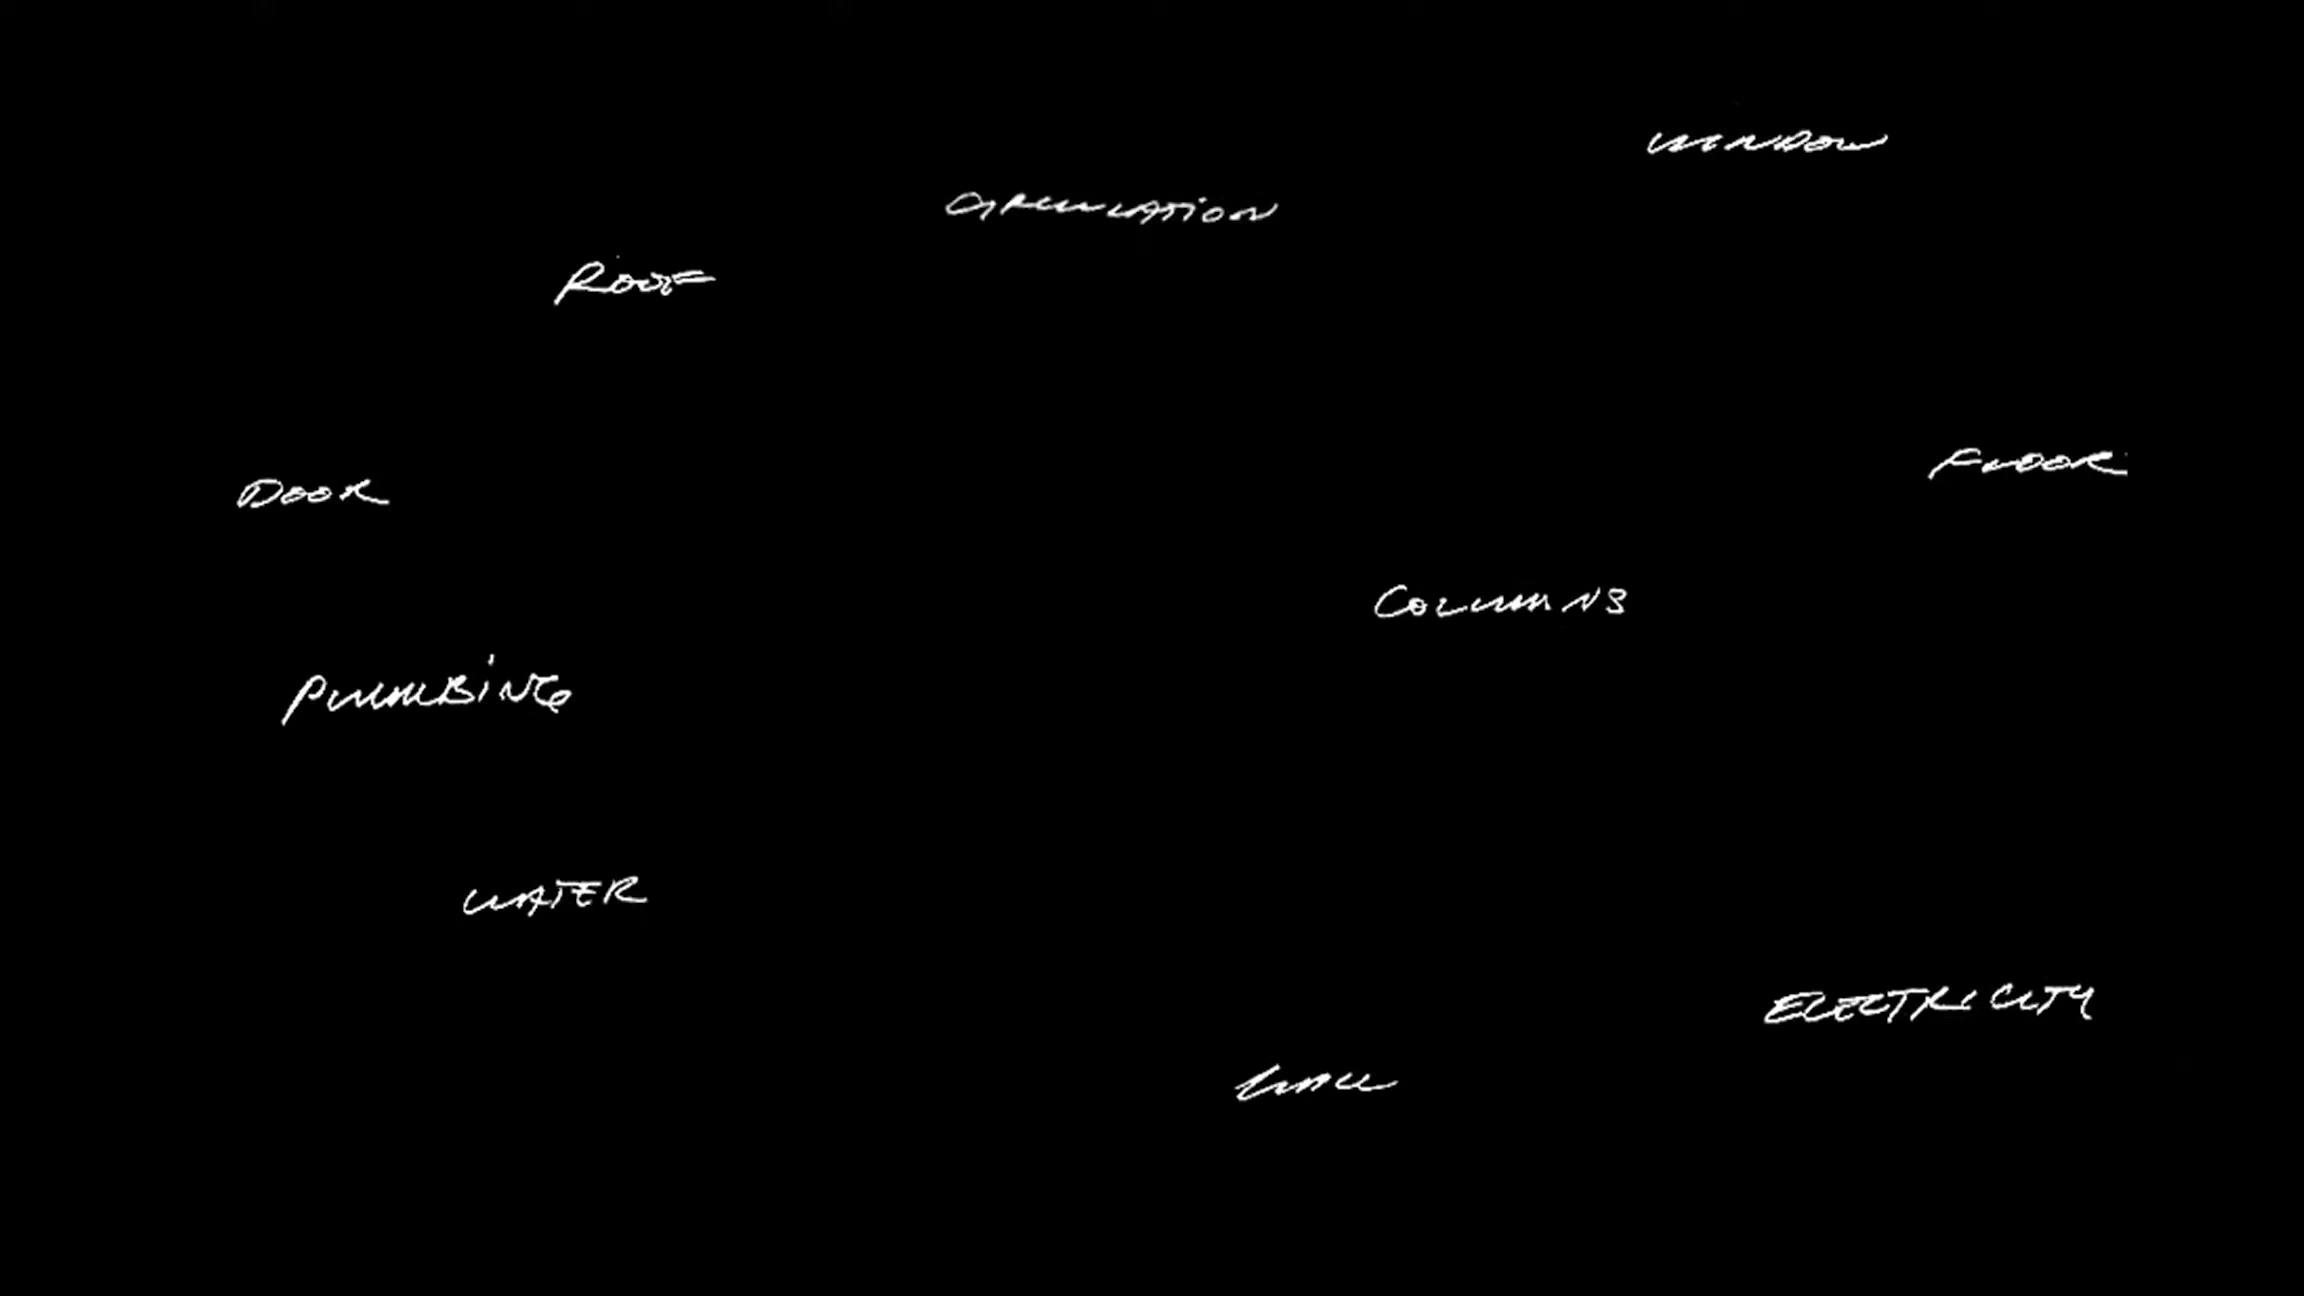 WINDOW
CIRCULATION
ROOF
FLOOR
DOOR
COLUMNS
PLUMBING
WATER
ELECTRICITY
WALL